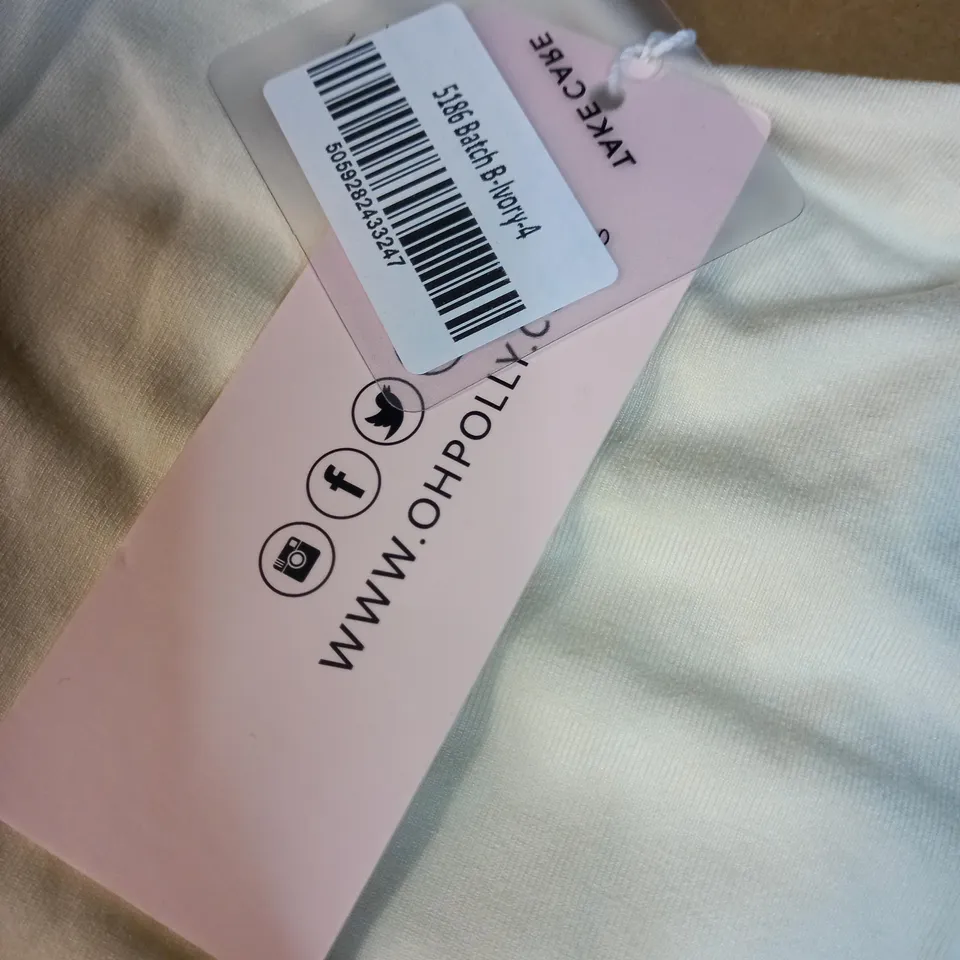 TAKE CARE
5186 Batch B-Ivory-4
5059282433247
WWW.OHPOLLY.C